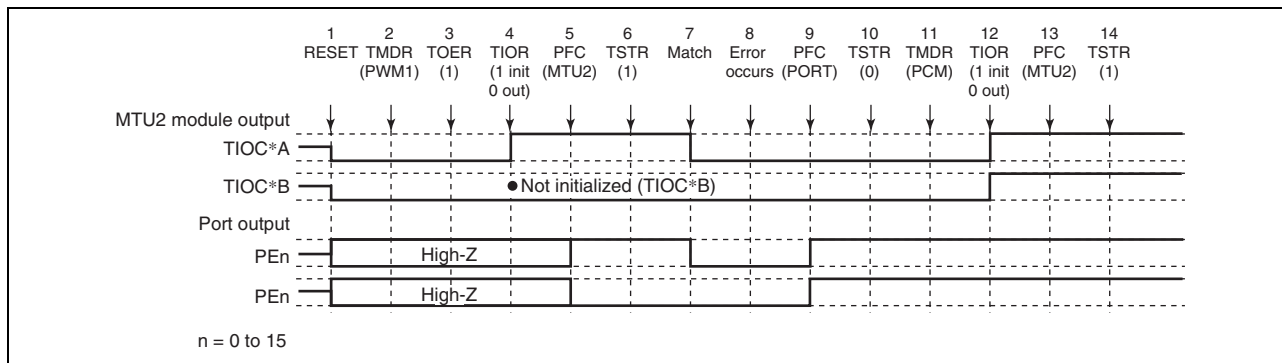 1 2 3 4 5 6 7 8 9 10 11 12 13 14
RESET TMDR TOER TIOR PFC TSTR Match Error PFC TSTR TMDR TIOR PFC TSTR
(PWM1) (1) (1 init (MTU2) (1) occurs (PORT) (0) (PCM) (1 init (MTU2) (1)
0 out) 0 out)
MTU2 module output
TIOC*A
TIOC*B
● Not initialized (TIOC*B)
Port output
PEn
High-Z
PEn
High-Z
n = 0 to 15